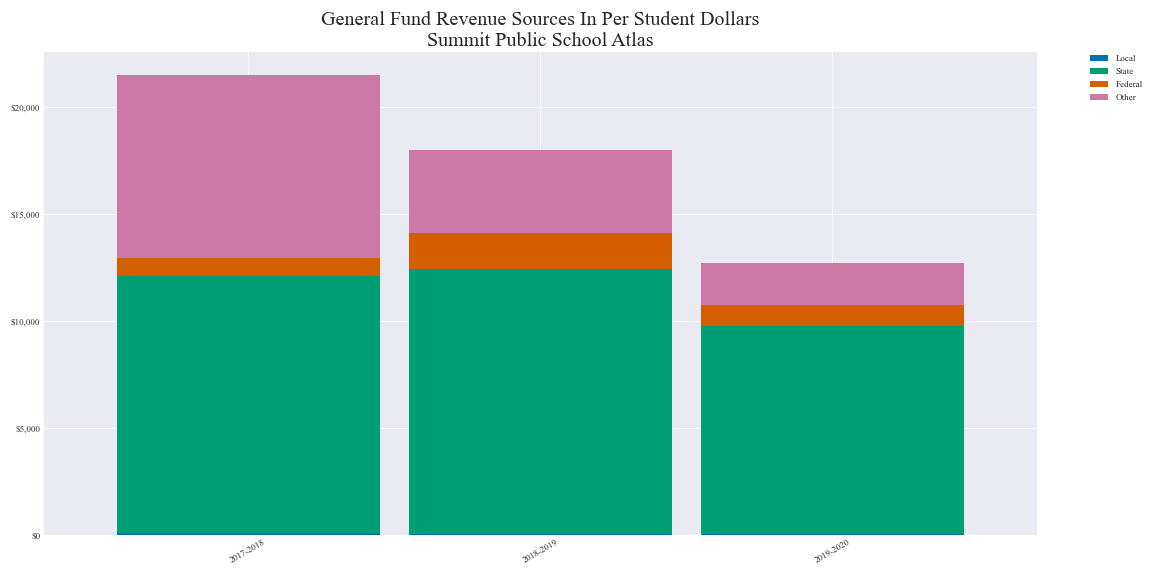 General Fund Revenue Sources In Per Student Dollars
Summit Public School Atlas
Local
State
Federal
Other
$20,000
$15,000
$10,000
$5,000
$0
2017-2018
2018-2019
2019-2020